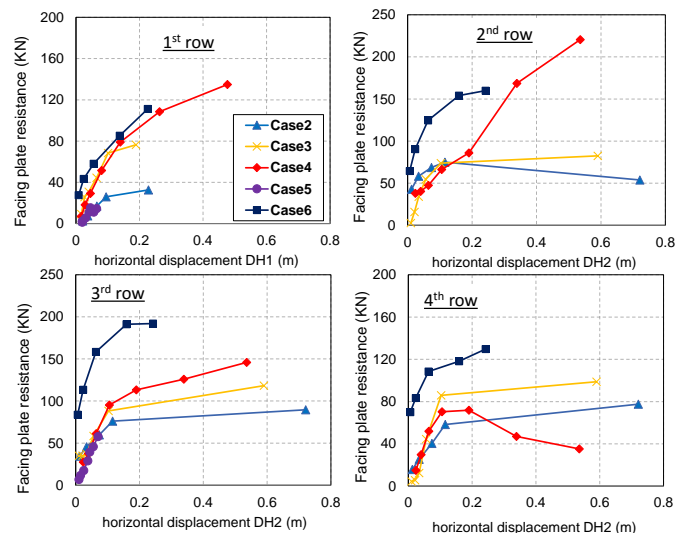 1st row
Facing plate resistance (KN)
200
160
120
80
40
0
0 0.2 0.4 0.6 0.8
horizontal displacement DH1 (m)
Case2
Case3
Case4
Case5
Case6
2nd row
Facing plate resistance (KN)
250
200
150
100
50
0
0 0.2 0.4 0.6 0.8
horizontal displacement DH2 (m)
3rd row
Facing plate resistance (KN)
250
200
150
100
50
0
0 0.2 0.4 0.6 0.8
horizontal displacement DH2 (m)
4th row
Facing plate resistance (KN)
200
160
120
80
40
0
0 0.2 0.4 0.6 0.8
horizontal displacement DH2 (m)